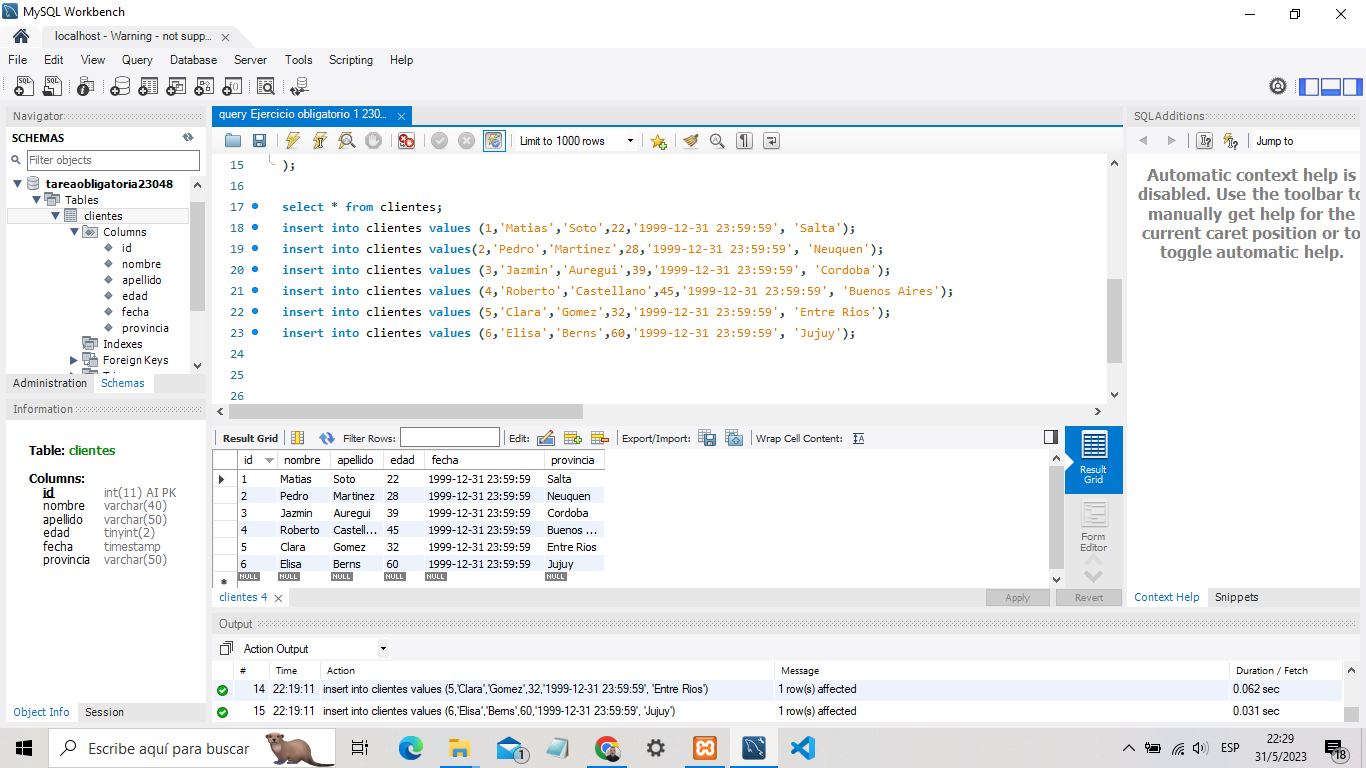 MySQL Workbench
localhost - Warning - not supp...
File Edit View Query Database Server Tools Scripting Help
Navigator
SCHEMAS
Filter objects
tareaobligatoria23048
Tables
clientes
Columns
id
nombre
apellido
edad
fecha
provincia
Indexes
Foreign Keys
Administration Schemas
Information
Table: clientes
Columns:
id int(11) AI PK
nombre varchar(40)
apellido varchar(50)
edad tinyint(2)
fecha timestamp
provincia varchar(50)
Object Info Session
query Ejercicio obligatorio 1 230...
Limit to 1000 rows
15 );
16
17 select * from clientes;
18 insert into clientes values (1,'Matias','Soto',22,'1999-12-31 23:59:59', 'Salta');
19 insert into clientes values(2,'Pedro','Martinez',28,'1999-12-31 23:59:59', 'Neuquen');
20 insert into clientes values (3,'Jazmin','Auregui',39,'1999-12-31 23:59:59', 'Cordoba');
21 insert into clientes values (4,'Roberto','Castellano',45,'1999-12-31 23:59:59', 'Buenos Aires');
22 insert into clientes values (5,'Clara','Gomez',32,'1999-12-31 23:59:59', 'Entre Rios');
23 insert into clientes values (6,'Elisa','Berns',60,'1999-12-31 23:59:59', 'Jujuy');
24
25
26
Result Grid Filter Rows: Edit: Export/Import: Wrap Cell Content:
id nombre apellido edad fecha provincia
1 Matias Soto 22 1999-12-31 23:59:59 Salta
2 Pedro Martinez 28 1999-12-31 23:59:59 Neuquen
3 Jazmin Auregui 39 1999-12-31 23:59:59 Cordoba
4 Roberto Castell... 45 1999-12-31 23:59:59 Buenos ...
5 Clara Gomez 32 1999-12-31 23:59:59 Entre Rios
6 Elisa Berns 60 1999-12-31 23:59:59 Jujuy
NULL NULL NULL NULL NULL NULL
Result
Grid
Form
Editor
clientes 4
Apply Revert
SQLAdditions
Jump to
Automatic context help is
disabled. Use the toolbar to
manually get help for the
current caret position or to
toggle automatic help.
Context Help Snippets
Output
Action Output
# Time Action Message Duration / Fetch
14 22:19:11 insert into clientes values (5,'Clara','Gomez',32,'1999-12-31 23:59:59', 'Entre Rios') 1 row(s) affected 0.062 sec
15 22:19:11 insert into clientes values (6,'Elisa','Berns',60,'1999-12-31 23:59:59', 'Jujuy') 1 row(s) affected 0.031 sec
Escribe aquí para buscar
1
ESP
22:29
31/5/2023
18